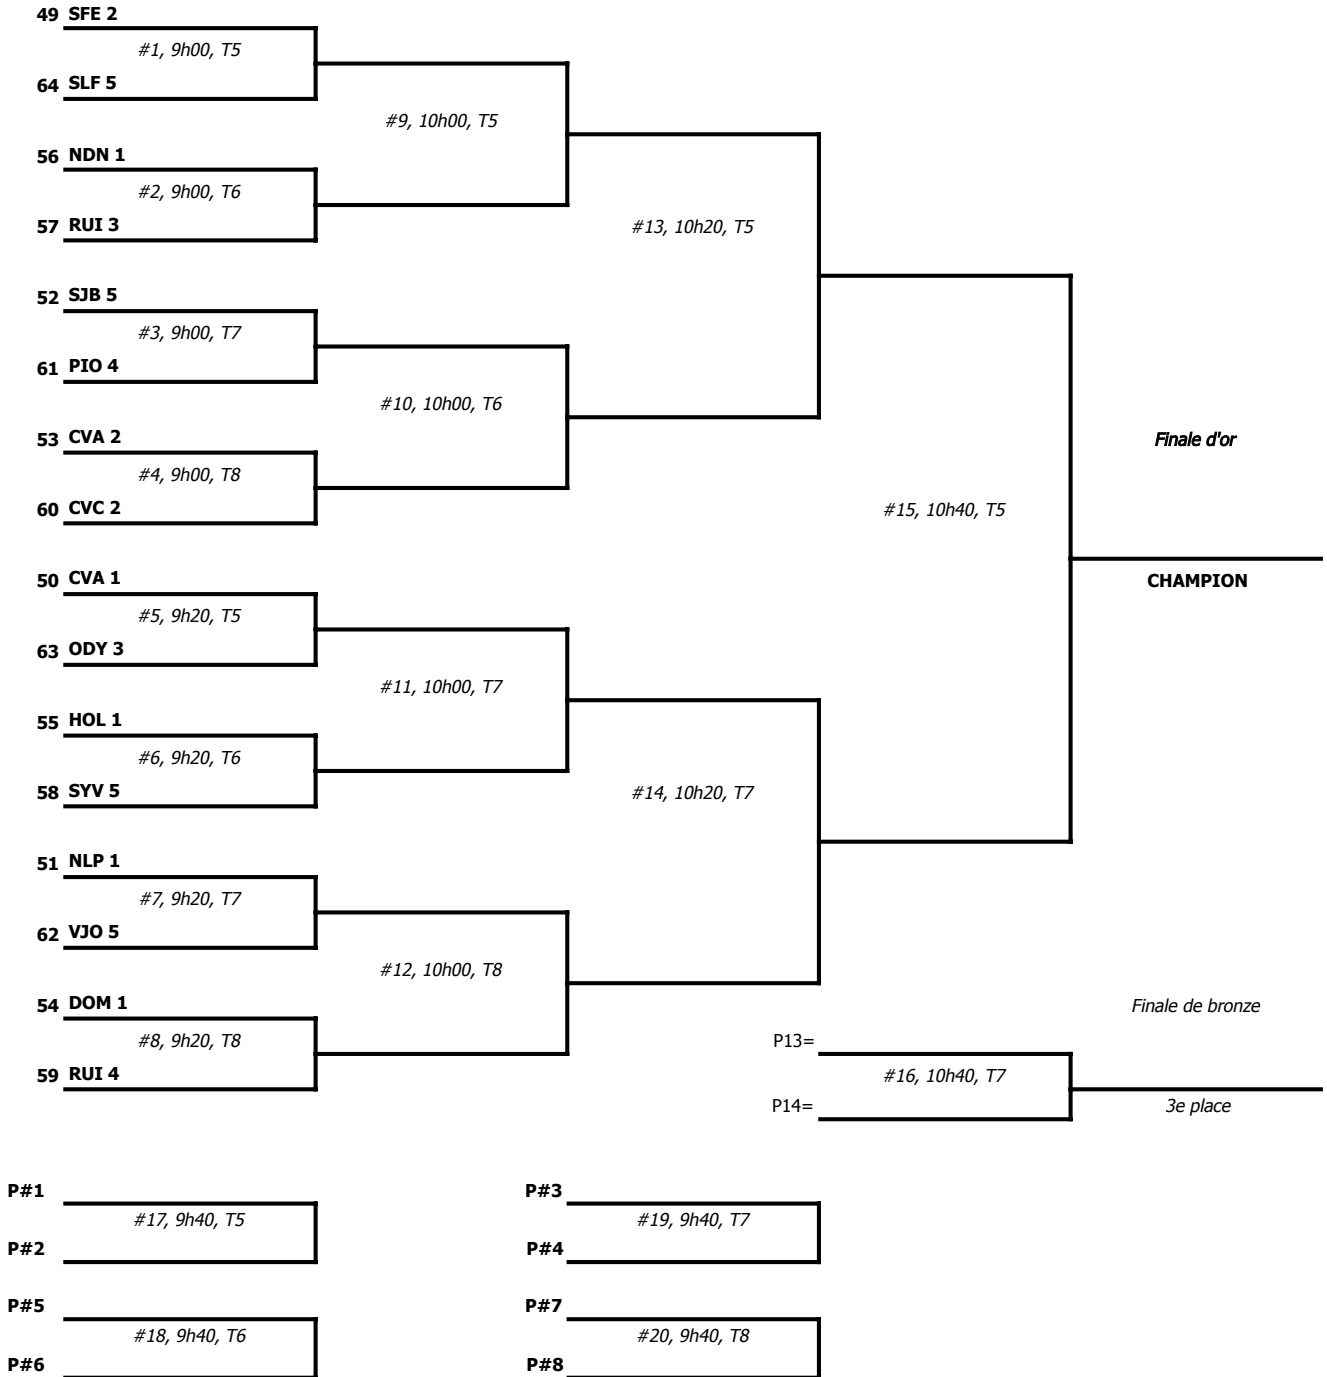 49 SFE 2
#1, 9h00, T5
64 SLF 5
#9, 10h00, T5
56 NDN 1
#2, 9h00, T6
57 RUI 3
#13, 10h20, T5
52 SJB 5
#3, 9h00, T7
61 PIO 4
#10, 10h00, T6
53 CVA 2
Finale d'or
#4, 9h00, T8
60 CVC 2
#15, 10h40, T5
50 CVA 1
CHAMPION
#5, 9h20, T5
63 ODY 3
#11, 10h00, T7
55 HOL 1
#6, 9h20, T6
58 SYV 5
#14, 10h20, T7
51 NLP 1
#7, 9h20, T7
62 VJO 5
#12, 10h00, T8
54 DOM 1
Finale de bronze
#8, 9h20, T8
P13=
59 RUI 4
#16, 10h40, T7
P14=
3e place
P#1
#17, 9h40, T5
P#2
P#3
#19, 9h40, T7
P#4
P#5
#18, 9h40, T6
P#6
P#7
#20, 9h40, T8
P#8